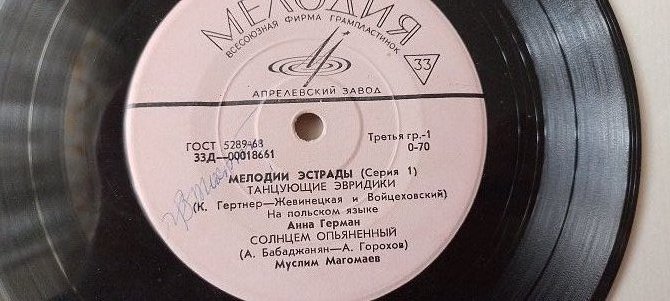 МЕЛОДИЯ
ВСЕСОЮЗНАЯ ФИРМА ГРАМПЛАСТИНОК
33
АПРЕЛЕВСКИЙ ЗАВОД
ГОСТ 5289-68
Третья гр.-1
33Д—00018661
0-70
МЕЛОДИИ ЭСТРАДЫ (Серия 1)
ТАНЦУЮЩИЕ ЭВРИДИКИ
(К. Гертнер—Жевинецкая и Войцеховский)
На польском языке
Анна Герман
СОЛНЦЕМ ОПЬЯНЕННЫЙ
(А. Бабаджанян—А. Горохов)
Муслим Магомаев